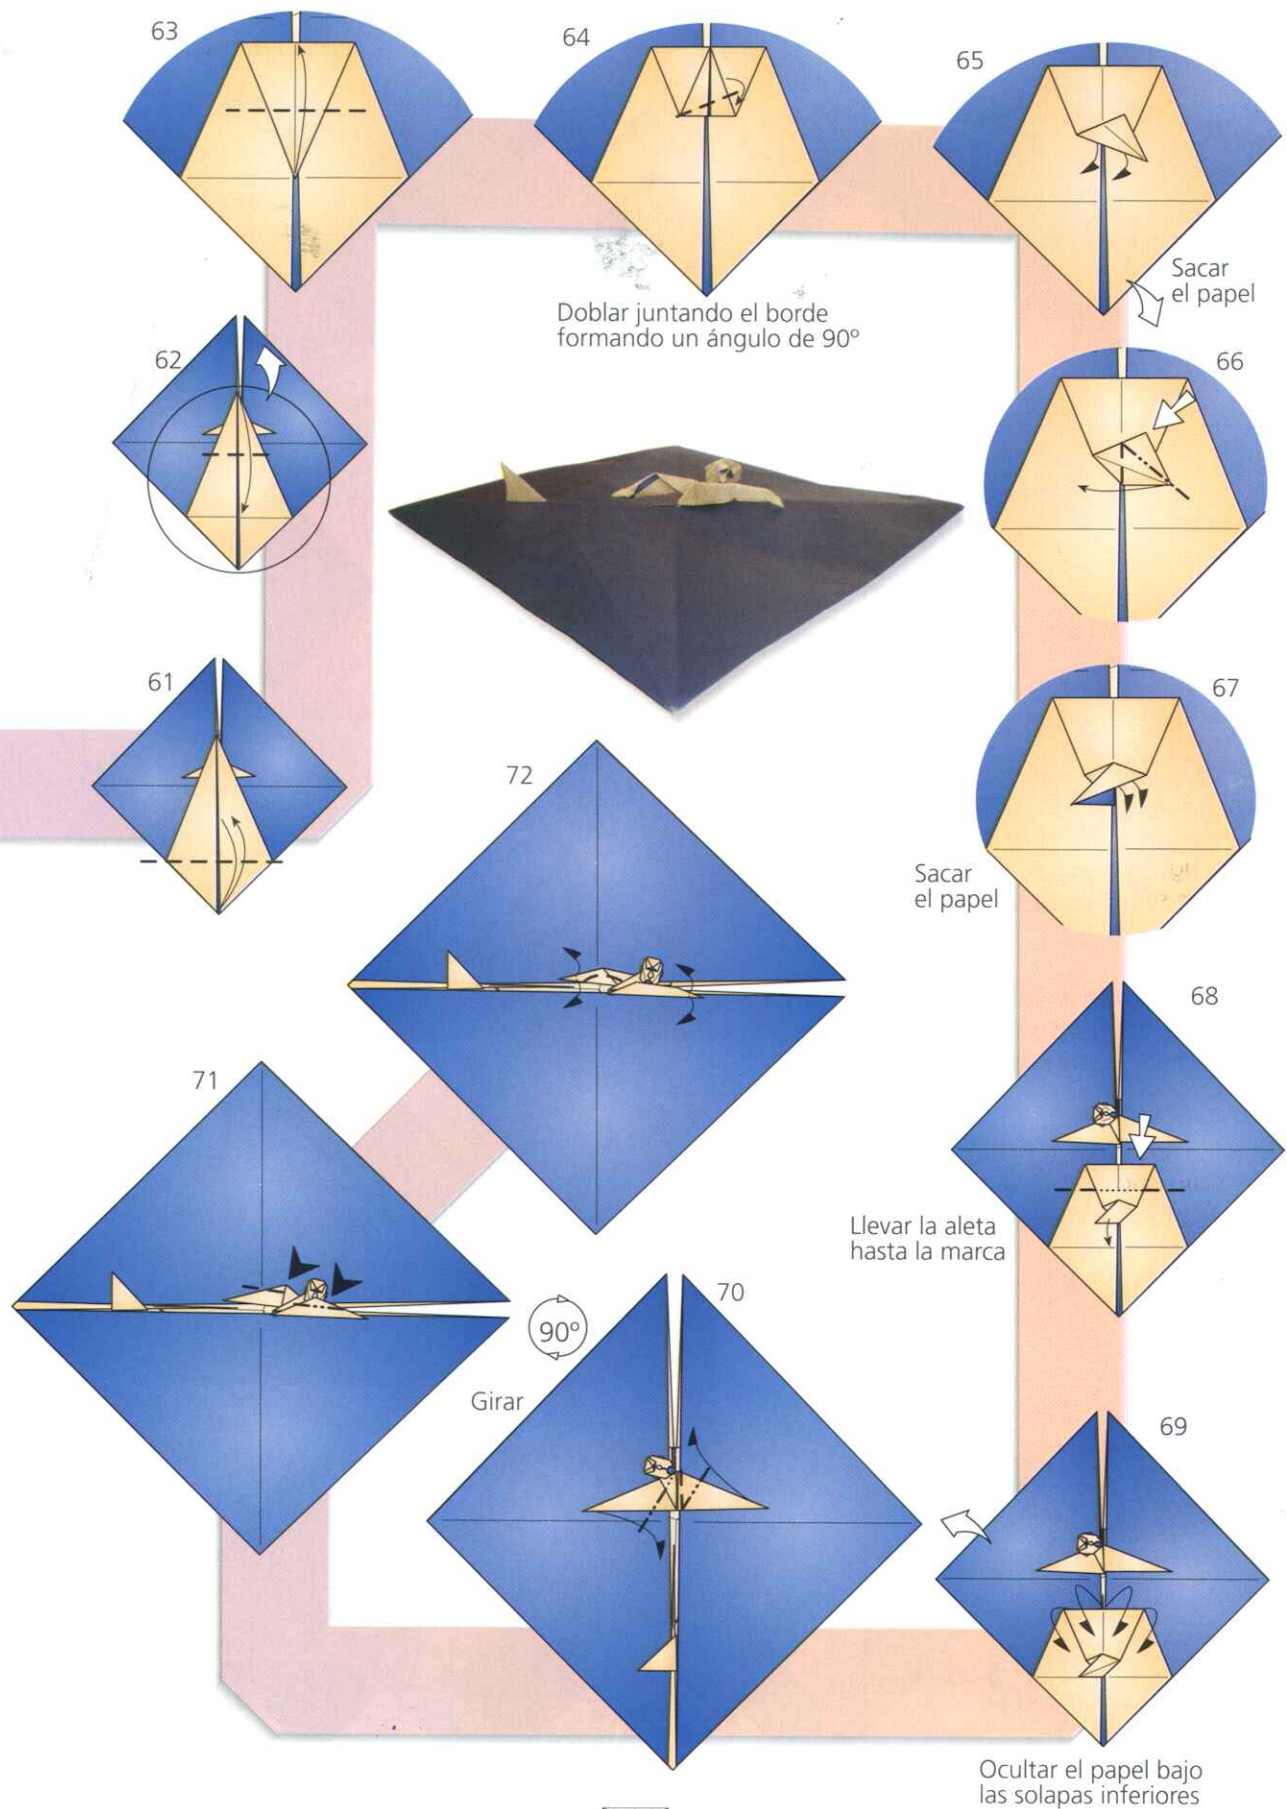 61
62
63
64
Doblar juntando el borde
formando un ángulo de 90º
65
Sacar
el papel
66
67
Sacar
el papel
68
Llevar la aleta
hasta la marca
69
Ocultar el papel bajo
las solapas inferiores
70
90º
Girar
71
72